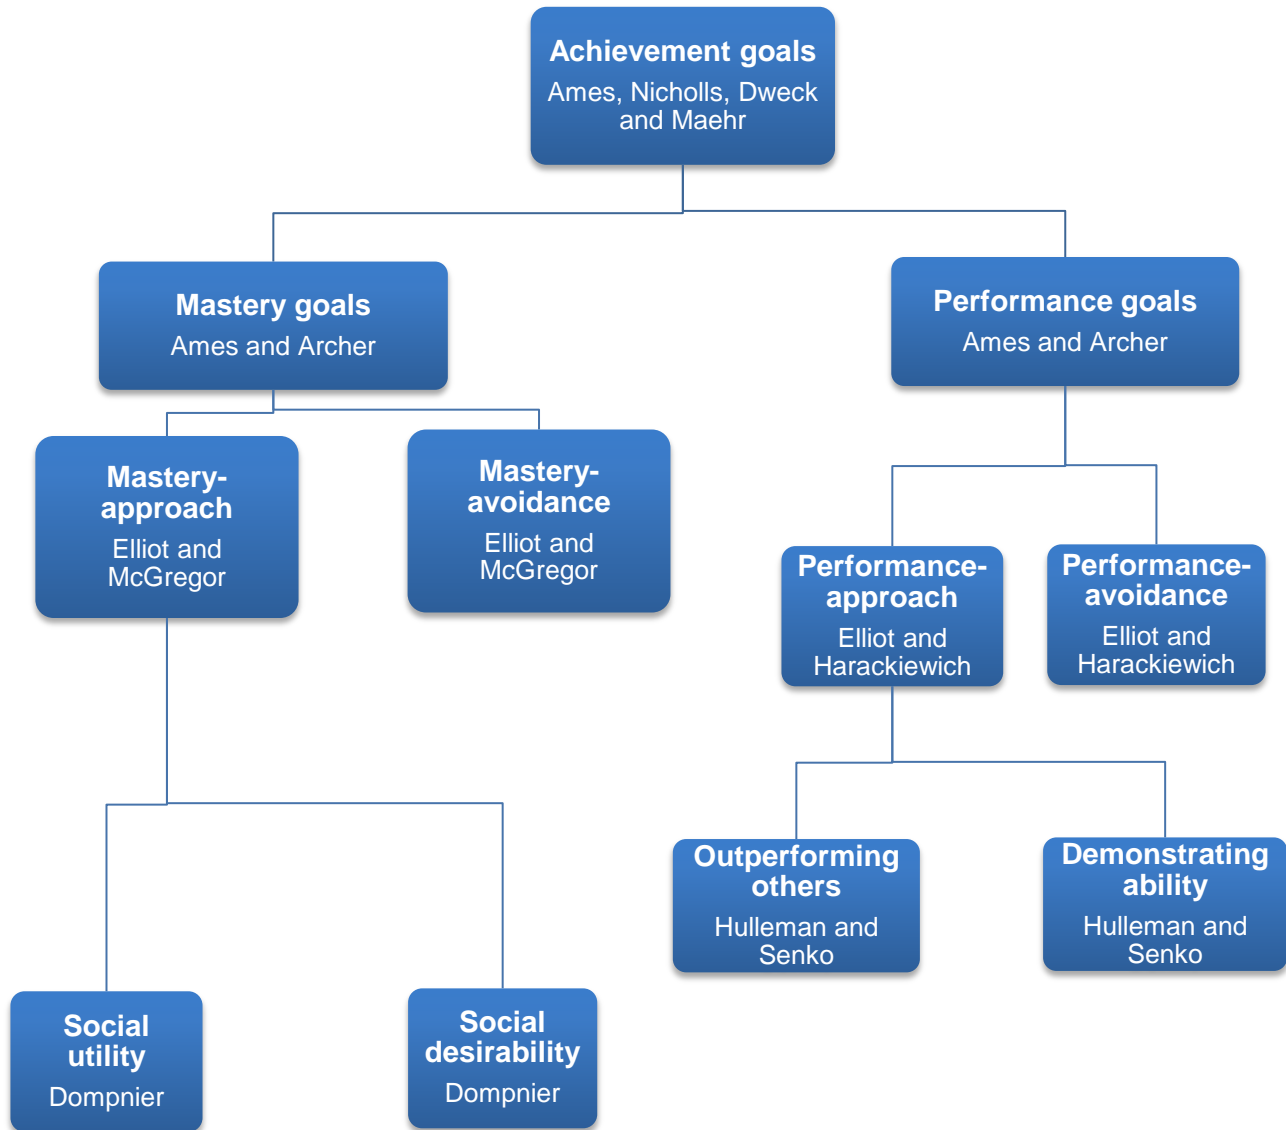 Achievement goals
Ames, Nicholls, Dweck
and Maehr
Mastery goals
Ames and Archer
Performance goals
Ames and Archer
Mastery-
approach
Elliot and
McGregor
Mastery-
avoidance
Elliot and
McGregor
Performance-
approach
Elliot and
Harackiewich
Performance-
avoidance
Elliot and
Harackiewich
Outperforming
others
Hulleman and
Senko
Demonstrating
ability
Hulleman and
Senko
Social
utility
Dompnier
Social
desirability
Dompnier